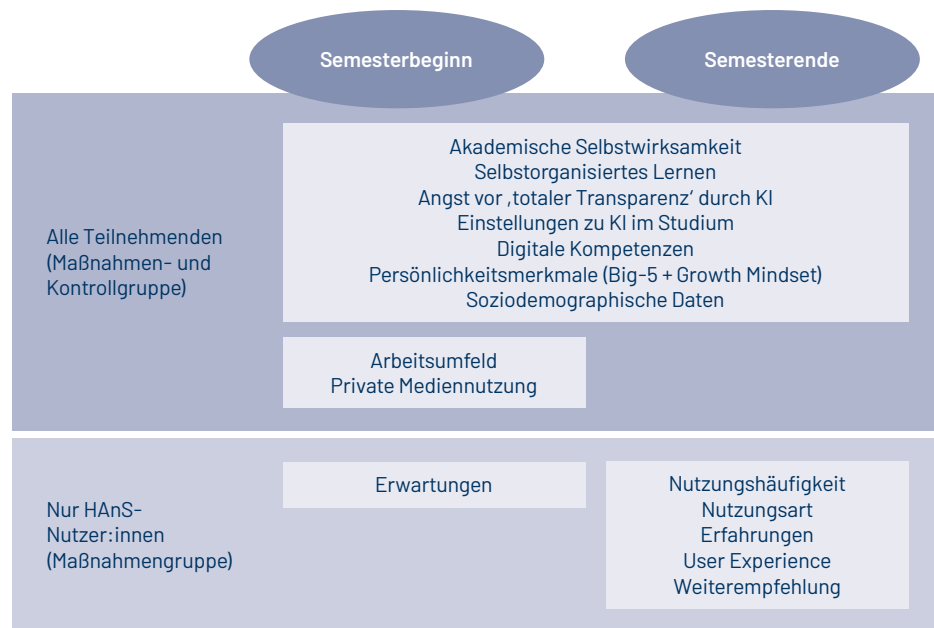 Semesterbeginn
Semesterende
Alle Teilnehmenden
(Maßnahmen- und
Kontrollgruppe)
Akademische Selbstwirksamkeit
Selbstorganisiertes Lernen
Angst vor ‚totaler Transparenz‘ durch KI
Einstellungen zu KI im Studium
Digitale Kompetenzen
Persönlichkeitsmerkmale (Big-5 + Growth Mindset)
Soziodemographische Daten
Arbeitsumfeld
Private Mediennutzung
Nur HAnS-
Nutzer:innen
(Maßnahmengruppe)
Erwartungen
Nutzungshäufigkeit
Nutzungsart
Erfahrungen
User Experience
Weiterempfehlung